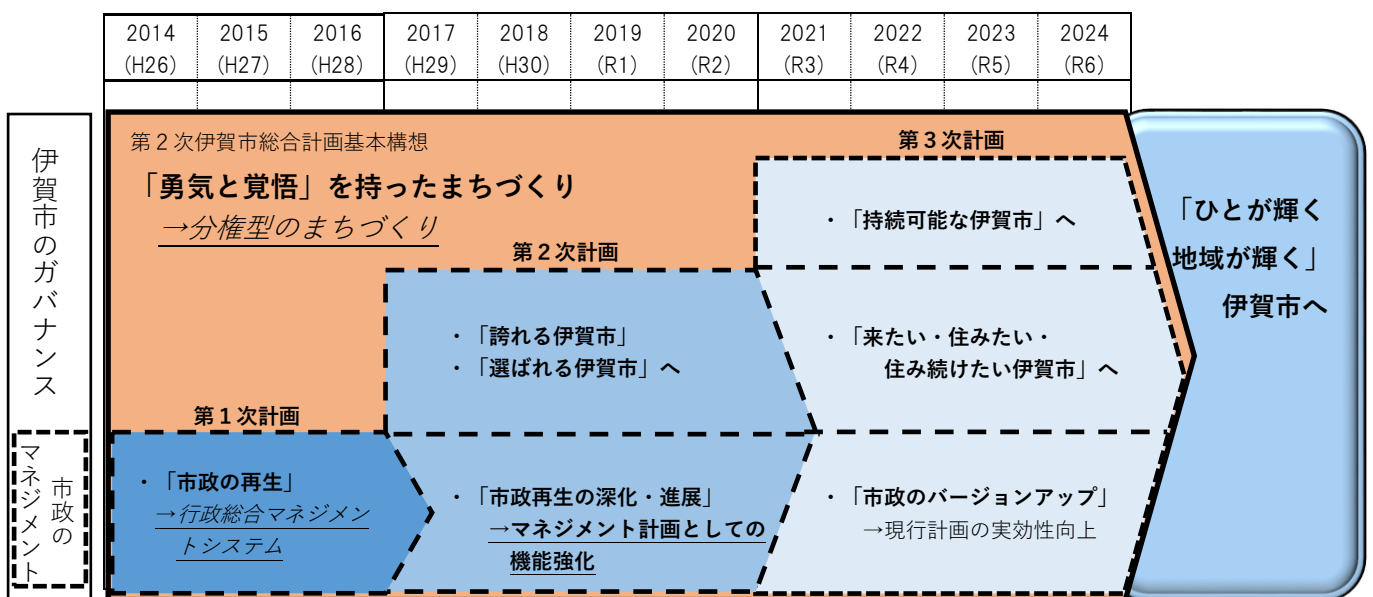 2014 2015 2016 2017 2018 2019 2020 2021 2022 2023 2024
(H26) (H27) (H28) (H29) (H30) (R1) (R2) (R3) (R4) (R5) (R6)
伊賀市のガバナンス
市政の
マネジメント
第２次伊賀市総合計画基本構想
「勇気と覚悟」を持ったまちづくり
→分権型のまちづくり
第１次計画
・「市政の再生」
→行政総合マネジメン
トシステム
第２次計画
・「誇れる伊賀市」
・「選ばれる伊賀市」へ
・「市政再生の深化・進展」
→マネジメント計画としての
機能強化
第３次計画
・「持続可能な伊賀市」へ
・「来たい・住みたい・
住み続けたい伊賀市」へ
・「市政のバージョンアップ」
→現行計画の実効性向上
「ひとが輝く
地域が輝く」
伊賀市へ